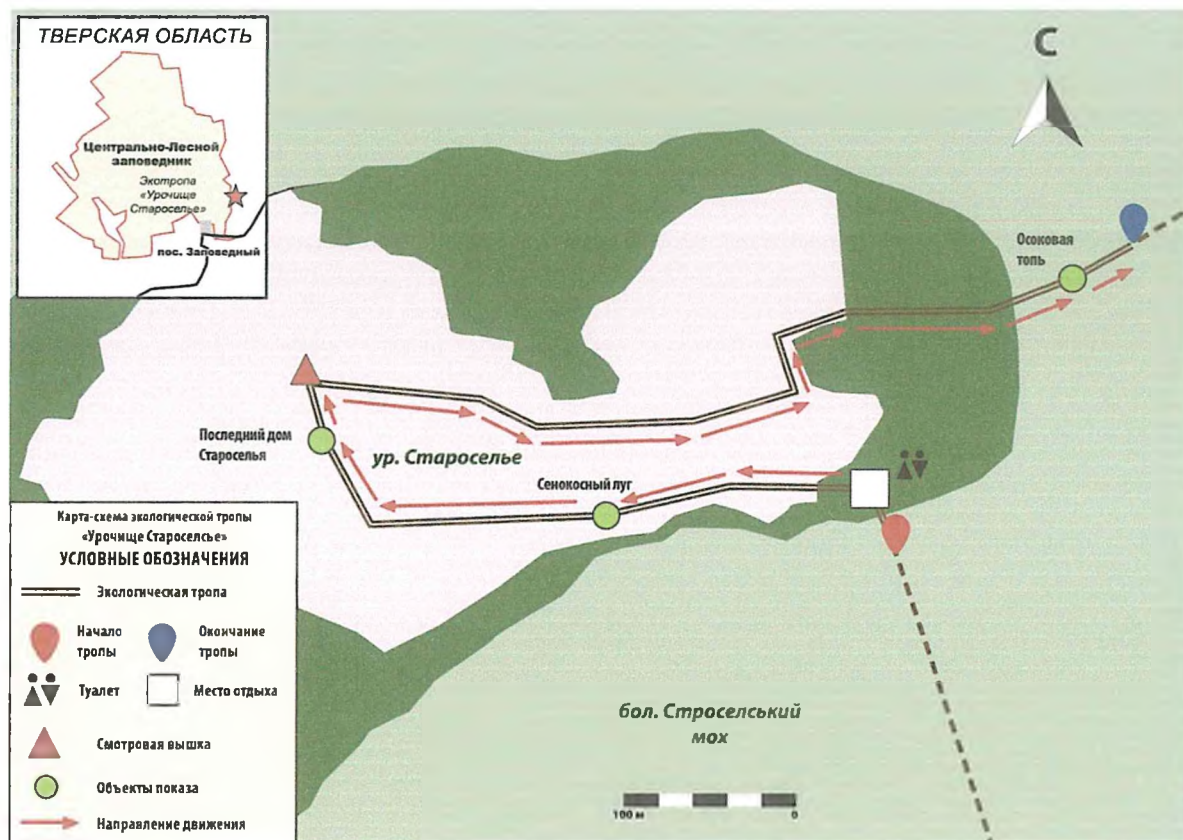 ТВЕРСКАЯ ОБЛАСТЬ
Центрально-Лесной
заповедник
Экотропа
«Урочище
Староселье»
пос. Заповедный
С
Осоковая
топь
Последний дом
Староселья
ур. Староселье
Сенокосный луг
Карта-схема экологической тропы
«Урочище Староселсье»
УСЛОВНЫЕ ОБОЗНАЧЕНИЯ
Экологическая тропа
Начало
тропы
Окончание
тропы
Туалет
Место отдыха
Смотровая вышка
Объекты показа
Направление движения
бол. Строселський
мох
100 м 0